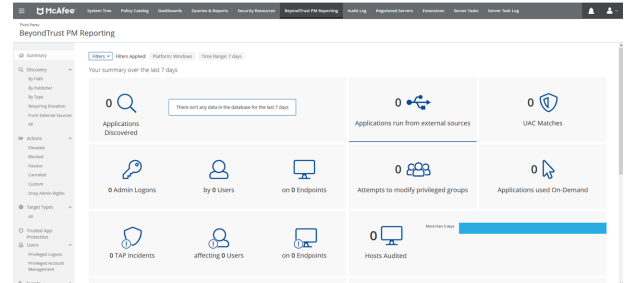 McAfee
System Tree Policy Catalog Dashboards Queries & Reports Security Resources BeyondTrust PM Reporting Audit Log Registered Servers Extensions Server Tasks Server Task Log
Third Party
BeyondTrust PM Reporting
Summary
Discovery
By Path
By Publisher
By Type
Requiring Elevation
From External Sources
All
Actions
Elevated
Blocked
Passive
Canceled
Custom
Drop Admin Rights
Target Types
All
Trusted App
Protection
Users
Privileged Logons
Privileged Account
Management
Filters Filters Applied: Platform: Windows Time Range: 7 days
Your summary over the last 7 days
0
Applications
Discovered
There isn't any data in the database for the last 7 days
0
Applications run from external sources
0
UAC Matches
0 Admin Logons
by 0 Users
on 0 Endpoints
0
Attempts to modify privileged groups
0
Applications used On-Demand
0 TAP incidents
affecting 0 Users
on 0 Endpoints
0
Hosts Audited